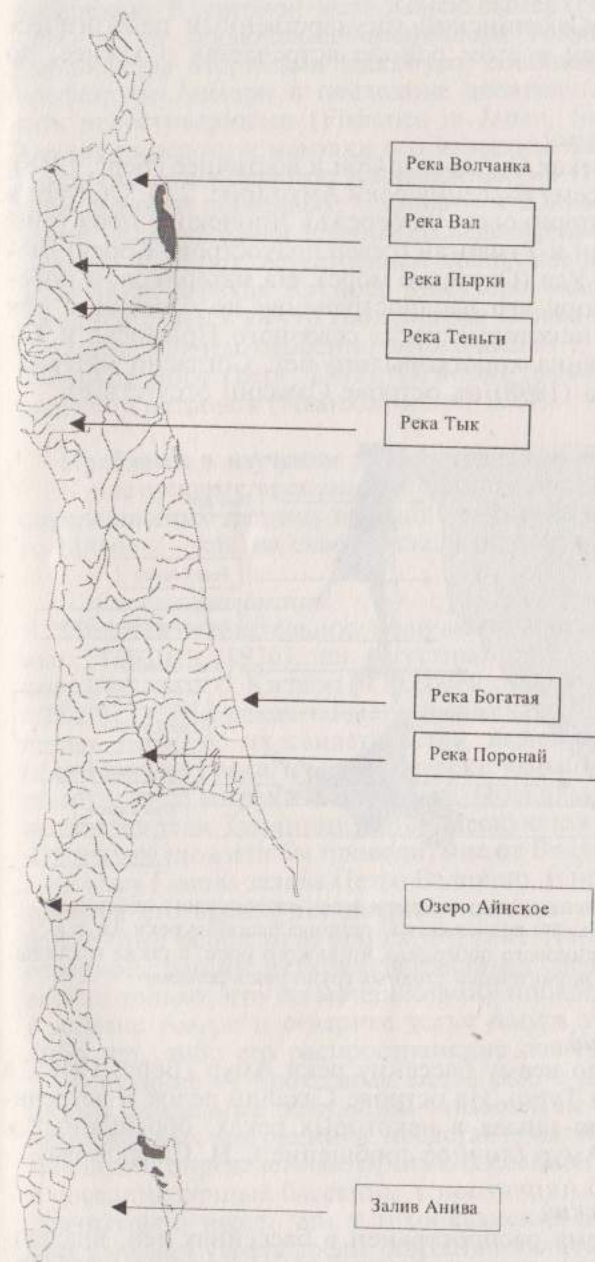 Река Волчанка
Река Вал
Река Пырки
Река Теньги
Река Тык
Река Богатая
Река Поронай
Озеро Айнское
Залив Анива